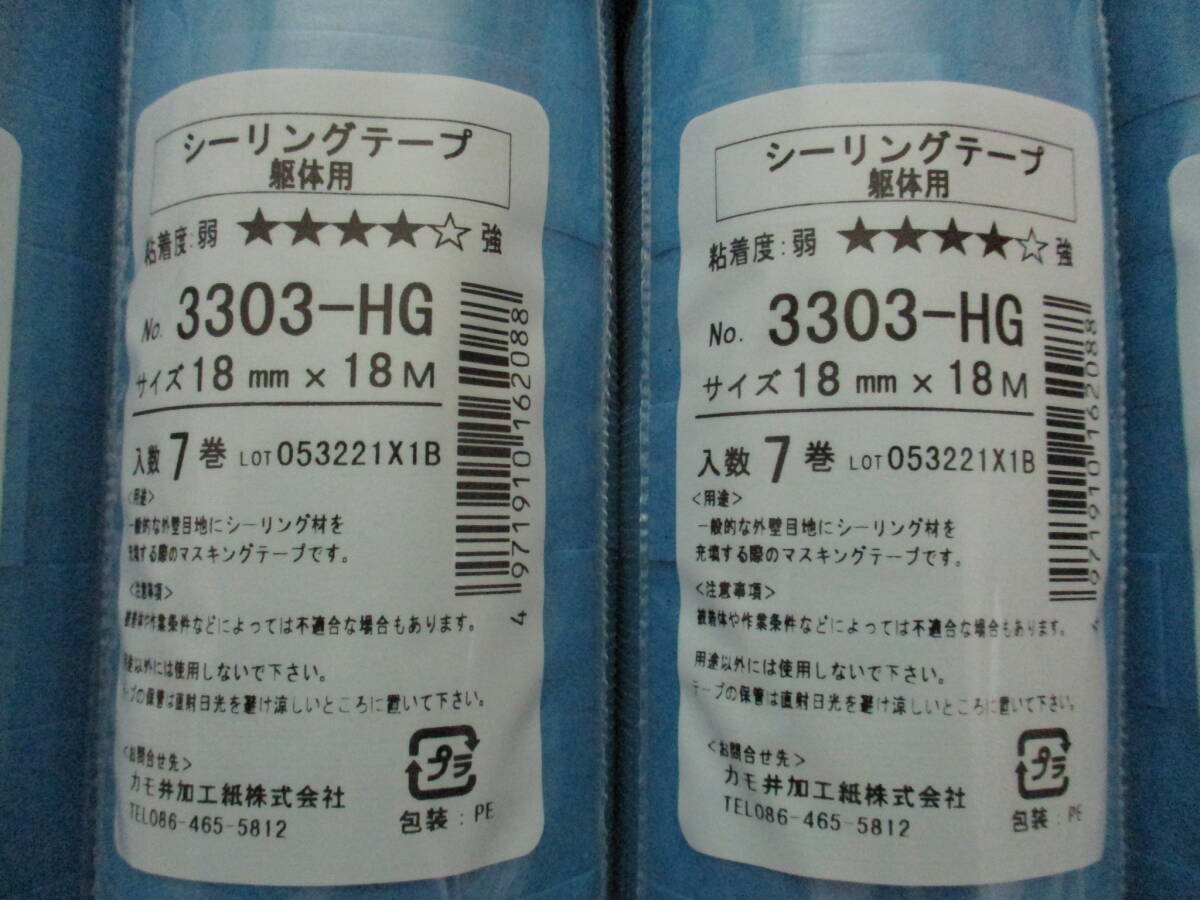 シーリングテープ
躯体用
粘着度:弱 ★★★★☆ 強
No. 3303-HG
サイズ 18 mm × 18M
入数 7 巻 LOT 053221X1B
<用途>
一般的な外壁目地にシーリング材を
充填する際のマスキングテープです。
<注意事項>
被着体や作業条件などによっては不適合な場合もあります。
用途以外には使用しないで下さい。
テープの保管は直射日光を避け涼しいところに置いて下さい。
<お問合せ先>
カモ井加工紙株式会社
TEL086-465-5812
プラ
包装:PE
4971910162088
シーリングテープ
躯体用
粘着度:弱 ★★★★☆ 強
No. 3303-HG
サイズ 18 mm × 18M
入数 7 巻 LOT 053221X1B
<用途>
一般的な外壁目地にシーリング材を
充填する際のマスキングテープです。
<注意事項>
被着体や作業条件などによっては不適合な場合もあります。
用途以外には使用しないで下さい。
テープの保管は直射日光を避け涼しいところに置いて下さい。
<お問合せ先>
カモ井加工紙株式会社
TEL086-465-5812
プラ
包装:PE
4971910162088